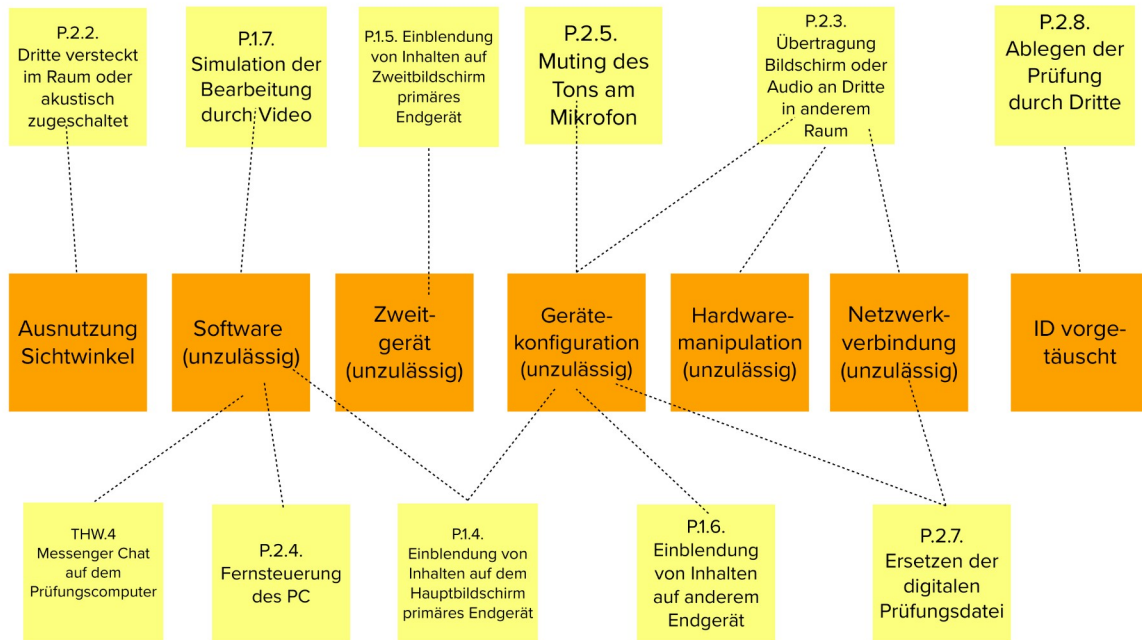 P.2.2.
Dritte versteckt
im Raum oder
akustisch
zugeschaltet
P.1.7.
Simulation der
Bearbeitung
durch Video
P.1.5. Einblendung
von Inhalten auf
Zweitbildschirm
primäres
Endgerät
P.2.5.
Muting des
Tons am
Mikrofon
P.2.3.
Übertragung
Bildschirm oder
Audio an Dritte
in anderem
Raum
P.2.8.
Ablegen der
Prüfung
durch Dritte
Ausnutzung
Sichtwinkel
Software
(unzulässig)
Zweit-
gerät
(unzulässig)
Geräte-
konfiguration
(unzulässig)
Hardware-
manipulation
(unzulässig)
Netzwerk-
verbindung
(unzulässig)
ID vorge-
täuscht
THW.4
Messenger Chat
auf dem
Prüfungscomputer
P.2.4.
Fernsteuerung
des PC
P.1.4.
Einblendung von
Inhalten auf dem
Hauptbildschirm
primäres Endgerät
P.1.6.
Einblendung
von Inhalten
auf anderem
Endgerät
P.2.7.
Ersetzen der
digitalen
Prüfungsdatei